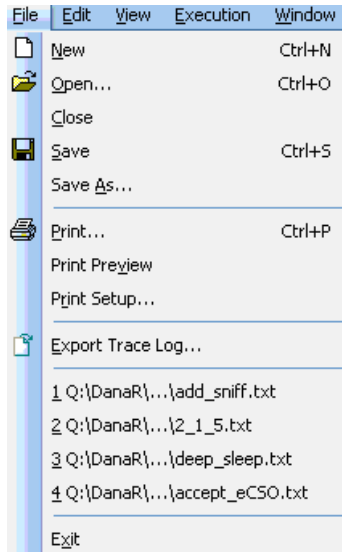 File Edit View Execution Window
New Ctrl+N
Open... Ctrl+O
Close
Save Ctrl+S
Save As...
Print... Ctrl+P
Print Preview
Print Setup...
Export Trace Log...
1 Q:\DanaR\...\add_sniff.txt
2 Q:\DanaR\...\2_1_5.txt
3 Q:\DanaR\...\deep_sleep.txt
4 Q:\DanaR\...\accept_eCSO.txt
Exit